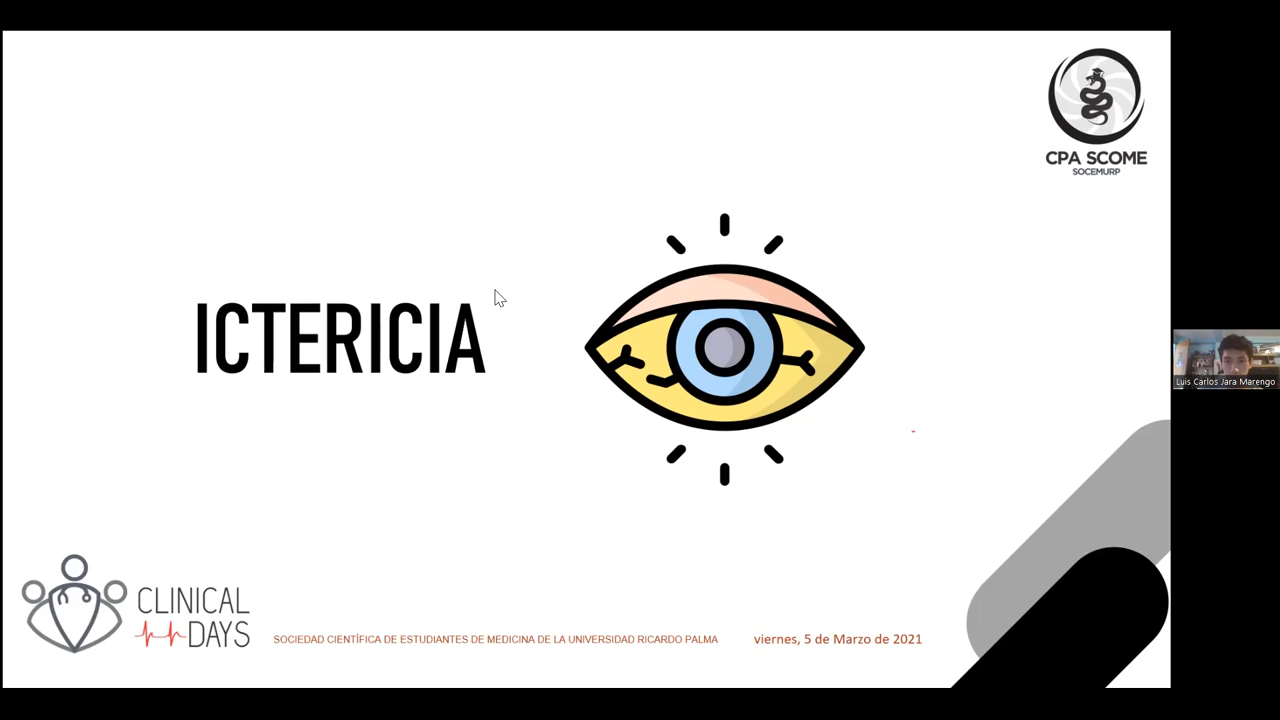 CPA SCOME
SOCEMURP
ICTERICIA
Luis Carlos Jara Marengo
CLINICAL
DAYS
SOCIEDAD CIENTÍFICA DE ESTUDIANTES DE MEDICINA DE LA UNIVERSIDAD RICARDO PALMA
viernes, 5 de Marzo de 2021